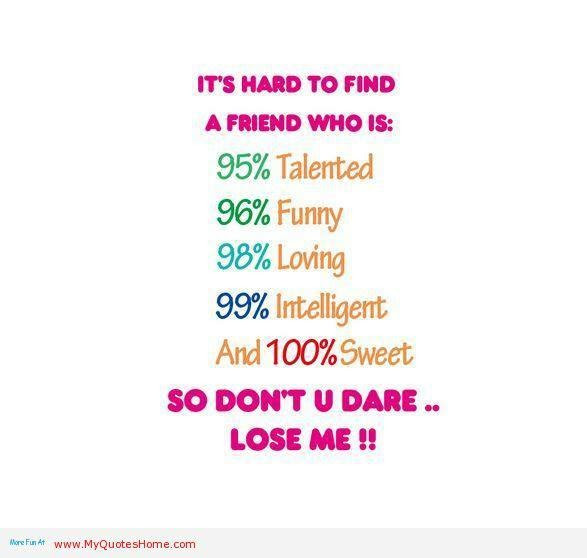 IT'S HARD TO FIND
A FRIEND WHO IS:
95% Talented
96% Funny
98% Loving
99% Intelligent
And 100% Sweet
SO DON'T U DARE ..
LOSE ME !!
More Fun At www.MyQuotesHome.com